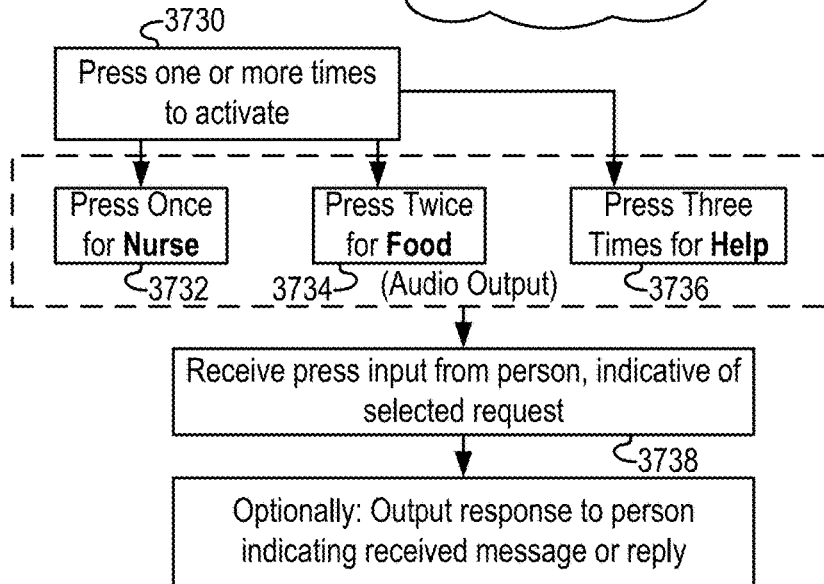 3730
Press one or more times
to activate
Press Once
for Nurse
3732
Press Twice
for Food
3734
(Audio Output)
Press Three
Times for Help
3736
Receive press input from person, indicative of
selected request
3738
Optionally: Output response to person
indicating received message or reply